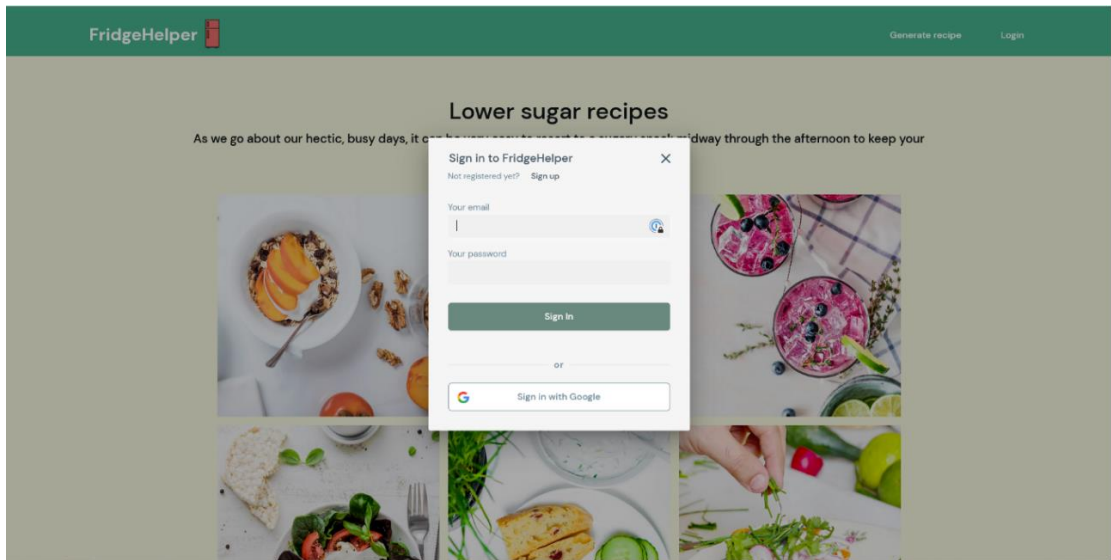 FridgeHelper
Generate recipe
Login
Lower sugar recipes
As we go about our hectic, busy days, it midway through the afternoon to keep your
Sign in to FridgeHelper
Not registered yet? Sign up
Your email
Your password
Sign In
or
Sign in with Google